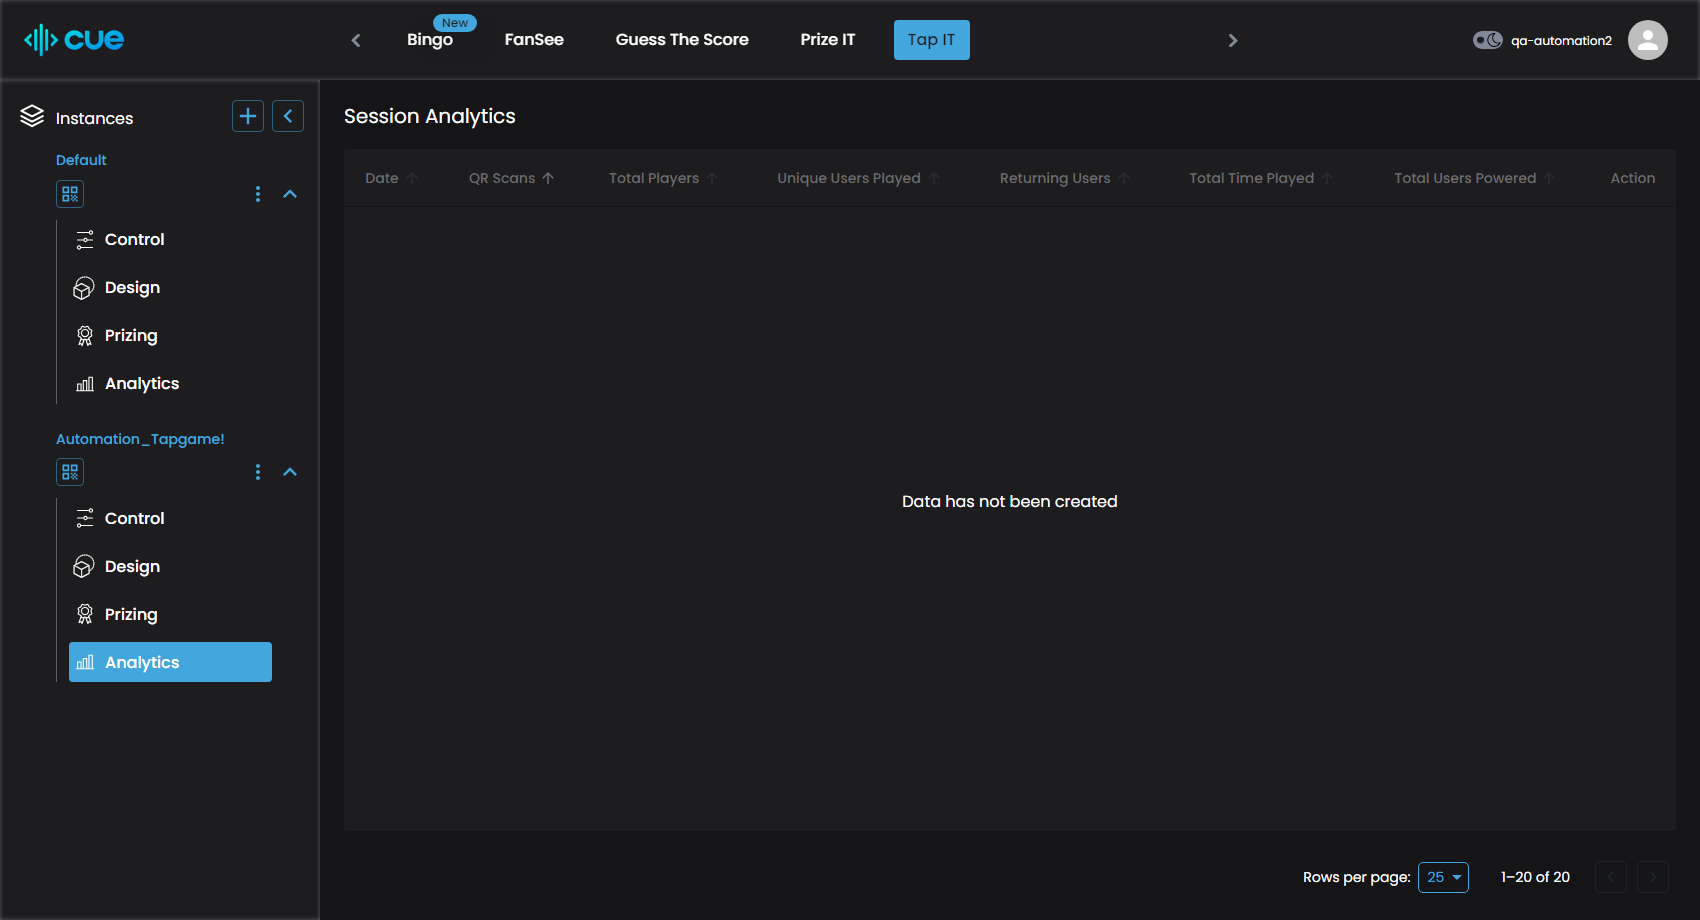 cue
New
Bingo
FanSee
Guess The Score
Prize IT
Tap IT
qa-automation2
Instances
Default
Control
Design
Prizing
Analytics
Automation_Tapgame!
Control
Design
Prizing
Analytics
Session Analytics
Date
QR Scans
Total Players
Unique Users Played
Returning Users
Total Time Played
Total Users Powered
Action
Data has not been created
Rows per page: 25
1–20 of 20